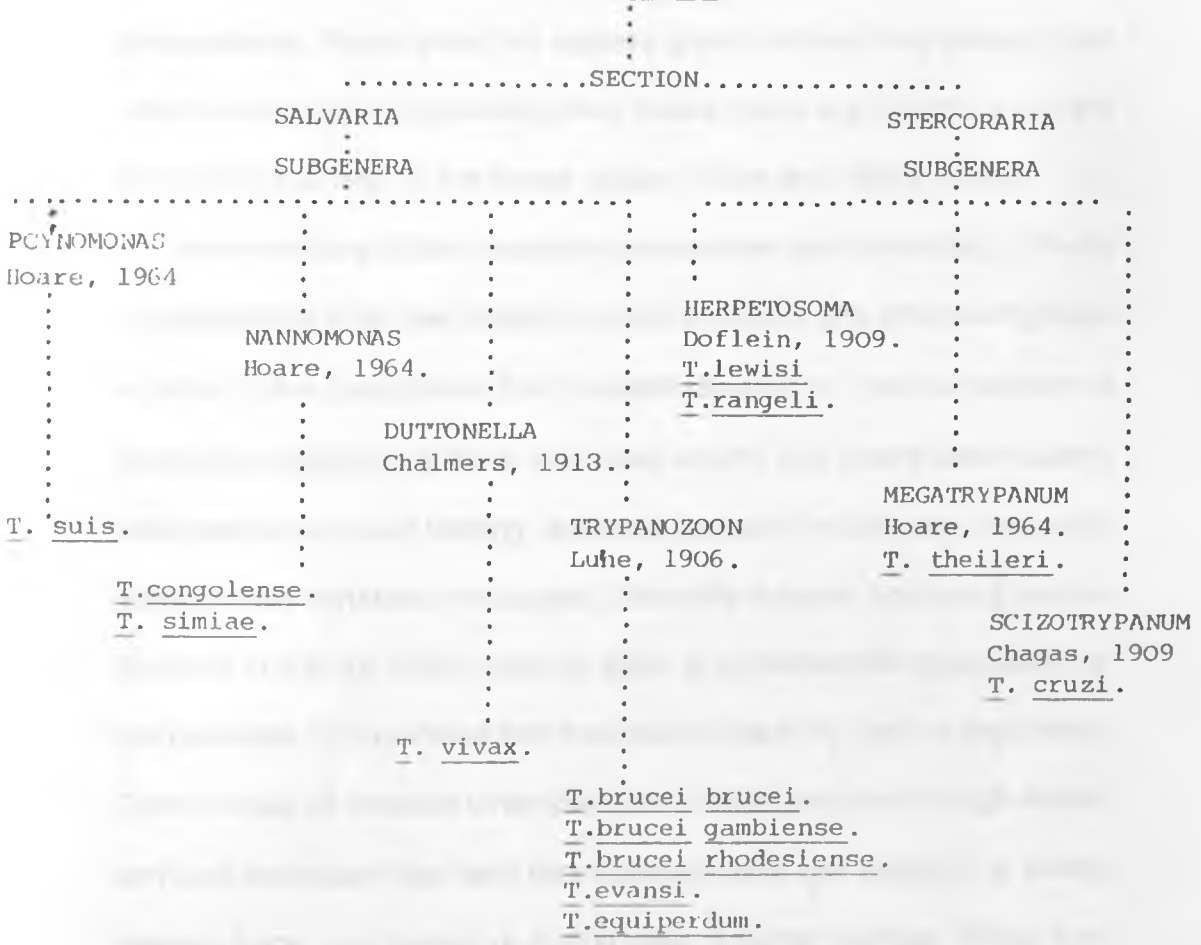 SECTION
SALVARIA
SUBGENERA
PCYNOMONAS
Hoare, 1964
T. suis.
NANNOMONAS
Hoare, 1964.
T.congolense.
T. simiae.
DUTTONELLA
Chalmers, 1913.
T. vivax.
TRYPANOZOON
Luhe, 1906.
T.brucei brucei.
T.brucei gambiense.
T.brucei rhodesiense.
T.evansi.
T.equiperdum.
STERCORARIA
SUBGENERA
HERPETOSOMA
Doflein, 1909.
T.lewisi
T.rangeli.
MEGATRYPANUM
Hoare, 1964.
T. theileri.
SCIZOTRYPANUM
Chagas, 1909
T. cruzi.